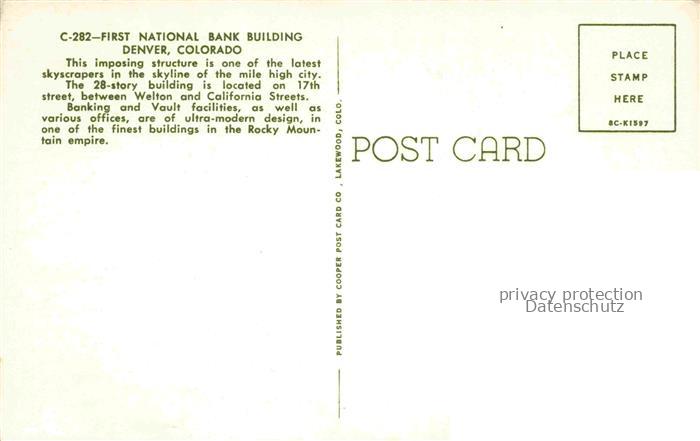 C-282—FIRST NATIONAL BANK BUILDING
DENVER, COLORADO
This imposing structure is one of the latest
skyscrapers in the skyline of the mile high city.
The 28-story building is located on 17th
street, between Welton and California Streets.
Banking and Vault facilities, as well as
various offices, are of ultra-modern design, in
one of the finest buildings in the Rocky Moun-
tain empire.
PUBLISHED BY COOPER POST CARD CO., LAKEWOOD, COLO.
POST CARD
PLACE
STAMP
HERE
8C-K1597
privacy protection
Datenschutz